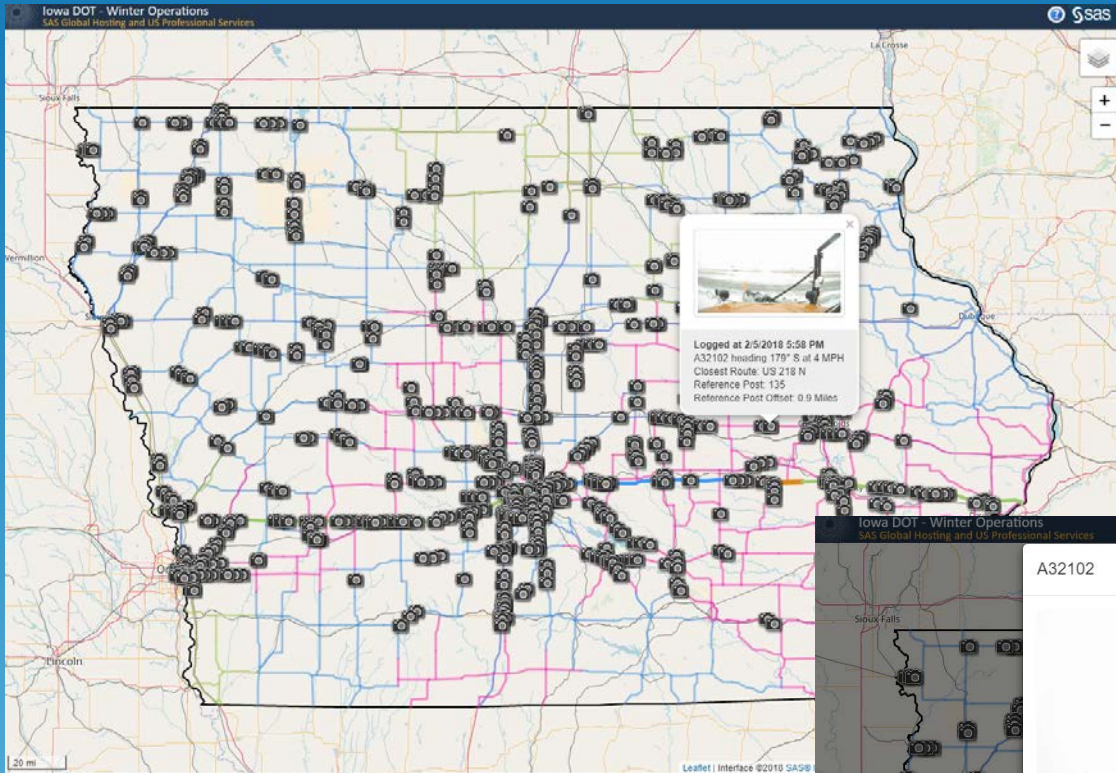 Iowa DOT - Winter Operations
SAS Global Hosting and US Professional Services
? sas
La Crosse
Sioux Falls
+
−
Vermillion
×
Dubuque
Logged at 2/5/2018 5:58 PM
A32102 heading 179° S at 4 MPH
Closest Route: US 218 N
Reference Post: 135
Reference Post Offset: 0.9 Miles
Lincoln
20 mi
Leaflet | Interface ©2018 SAS®
Iowa DOT - Winter Operations
SAS Global Hosting and US Professional Services
A32102
Sioux Falls